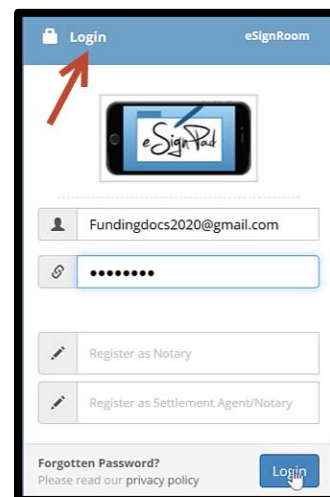 Login eSignRoom
eSignPad
Fundingdocs2020@gmail.com
••••••••
Register as Notary
Register as Settlement Agent/Notary
Forgotten Password?
Please read our privacy policy
Login